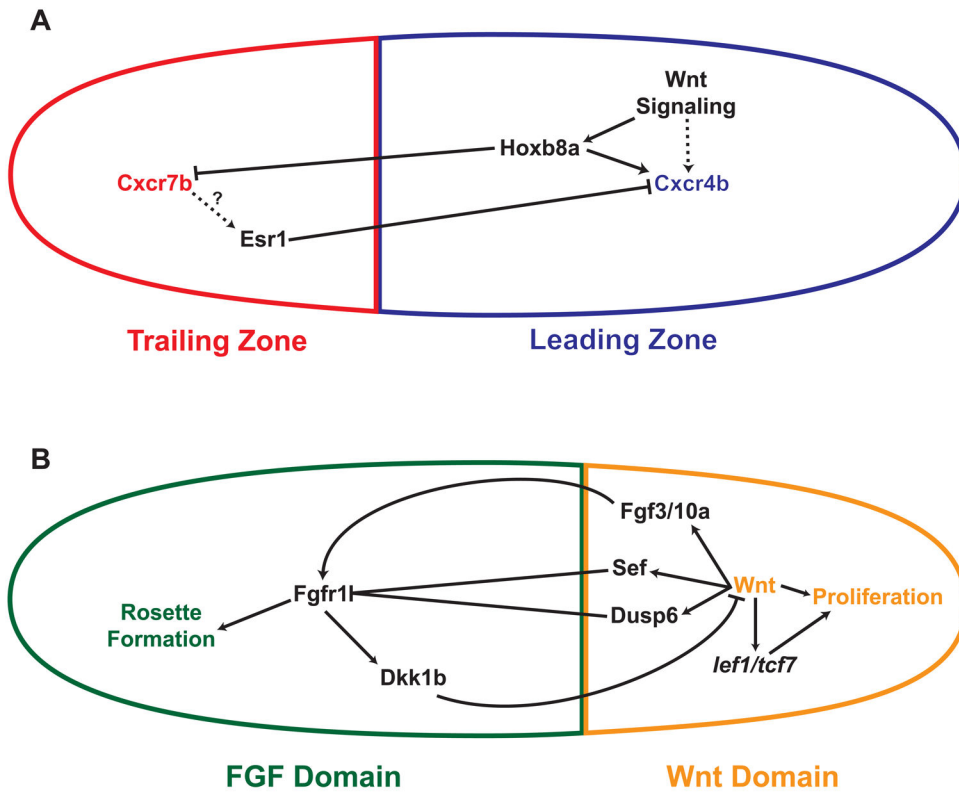 A
Wnt
Signaling
Hoxb8a
Cxcr7b
Cxcr4b
?
Esr1
Trailing Zone
Leading Zone
B
Fgf3/10a
Sef
Wnt
Fgfr1
Proliferation
Rosette
Formation
Dusp6
lef1/tcf7
Dkk1b
FGF Domain
Wnt Domain